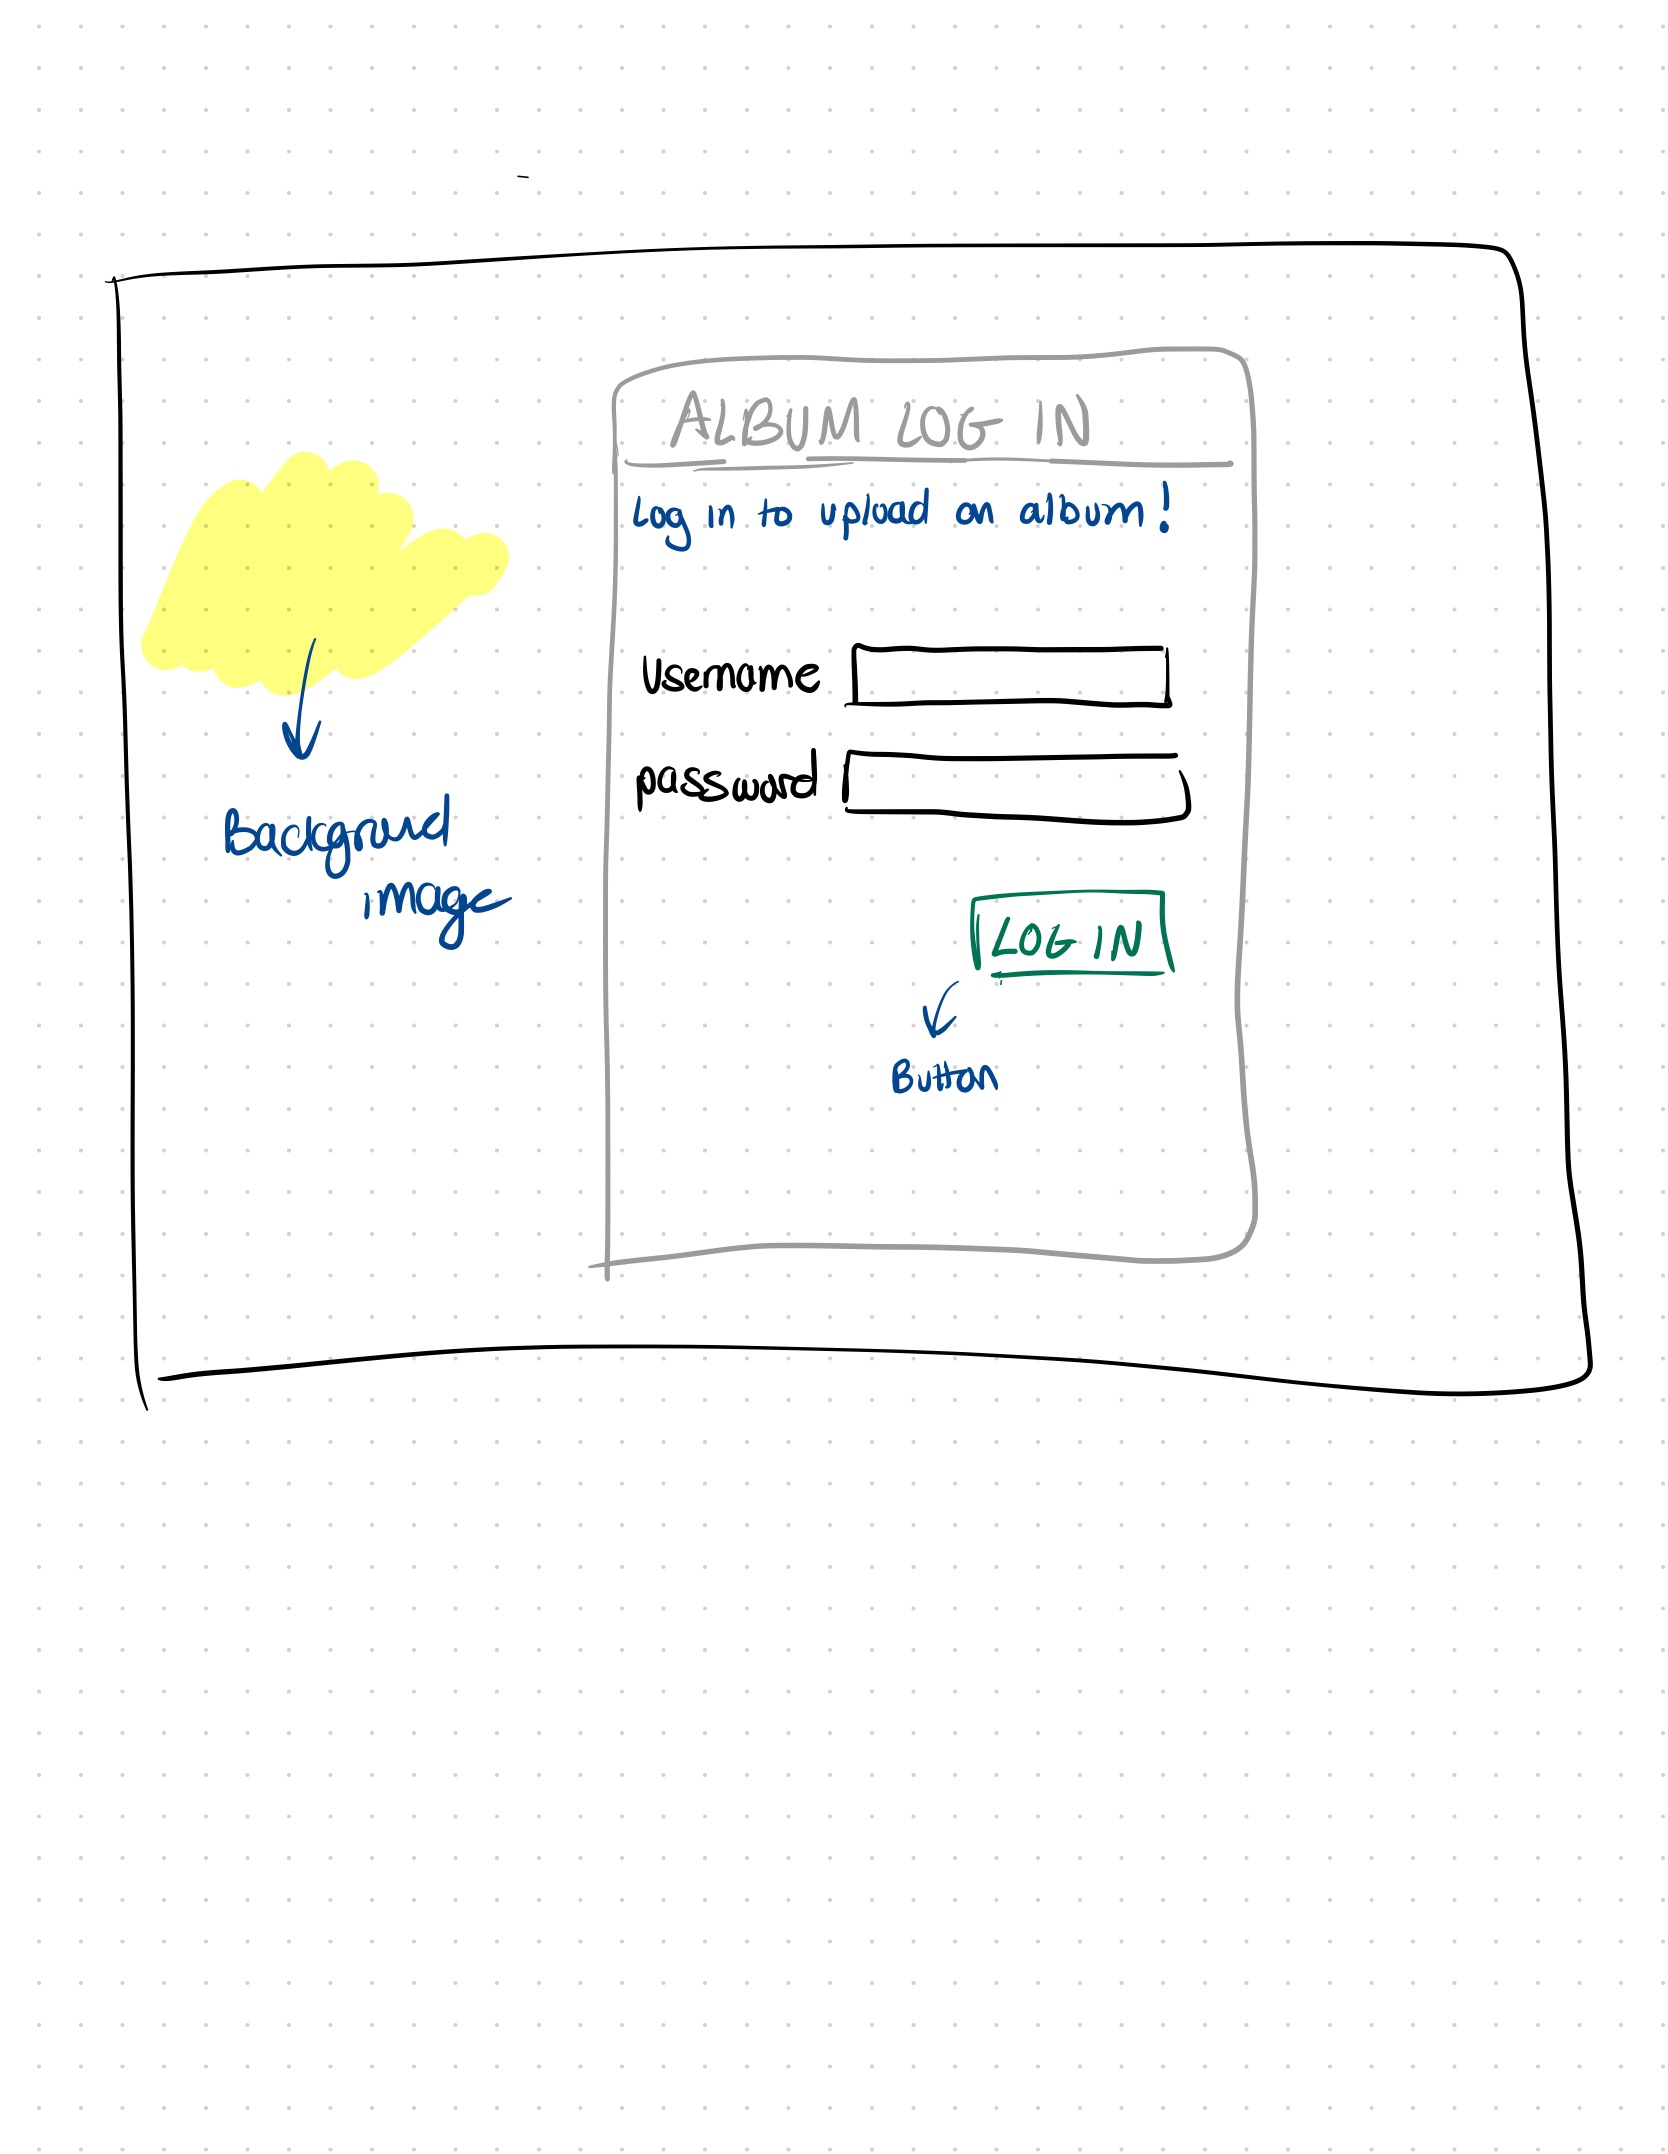 ALBUM LOG IN
Log in to upload an album!
Username
password
Background
image
LOG IN
Button